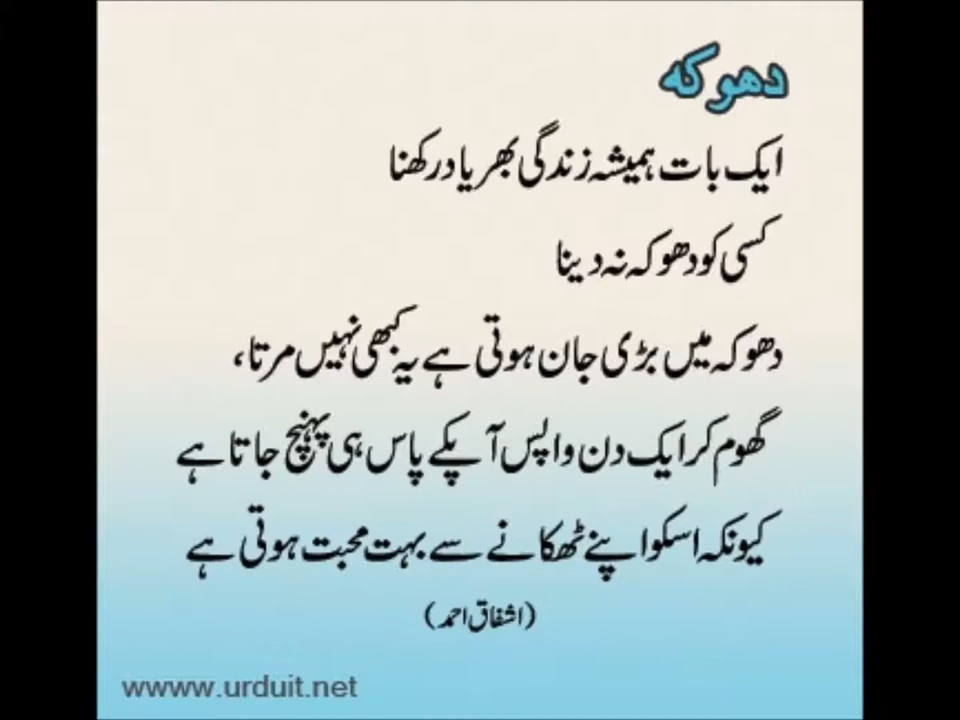 دھوکہ
ایک بات ہمیشہ زندگی بھر یاد رکھنا
کسی کو دھوکہ نہ دینا
دھوکہ میں بڑی جان ہوتی ہے یہ کبھی نہیں مرتا،
گھوم کر ایک دن واپس آپکے پاس ہی پہنچ جاتا ہے
کیونکہ اسکو اپنے ٹھکانے سے بہت محبت ہوتی ہے
(اشفاق احمد)
wwww.urduit.net